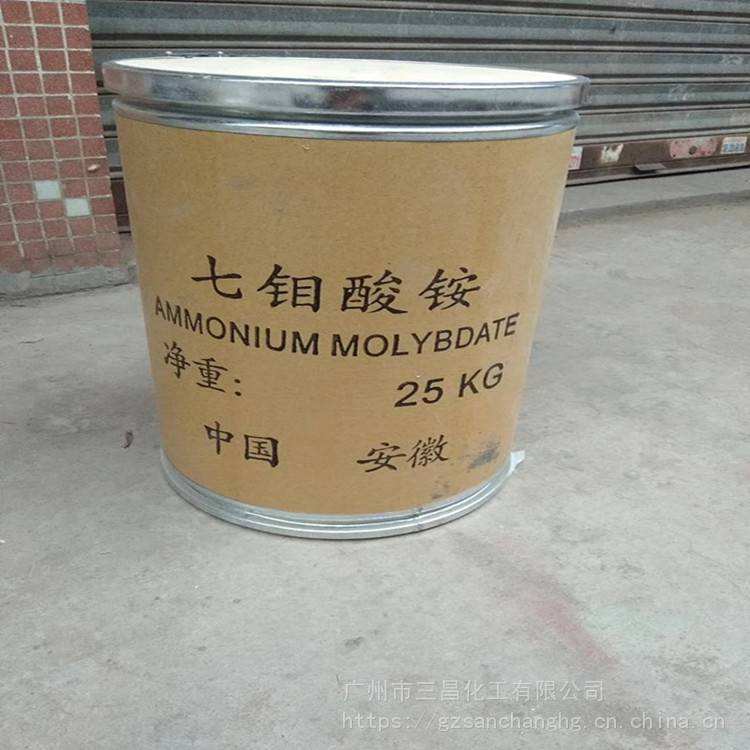 七钼酸铵
AMMONIUM MOLYBDATE
净重: 25 KG
中国 安徽
广州市三昌化工有限公司
https://gzsanchanghg.cn.china.cn